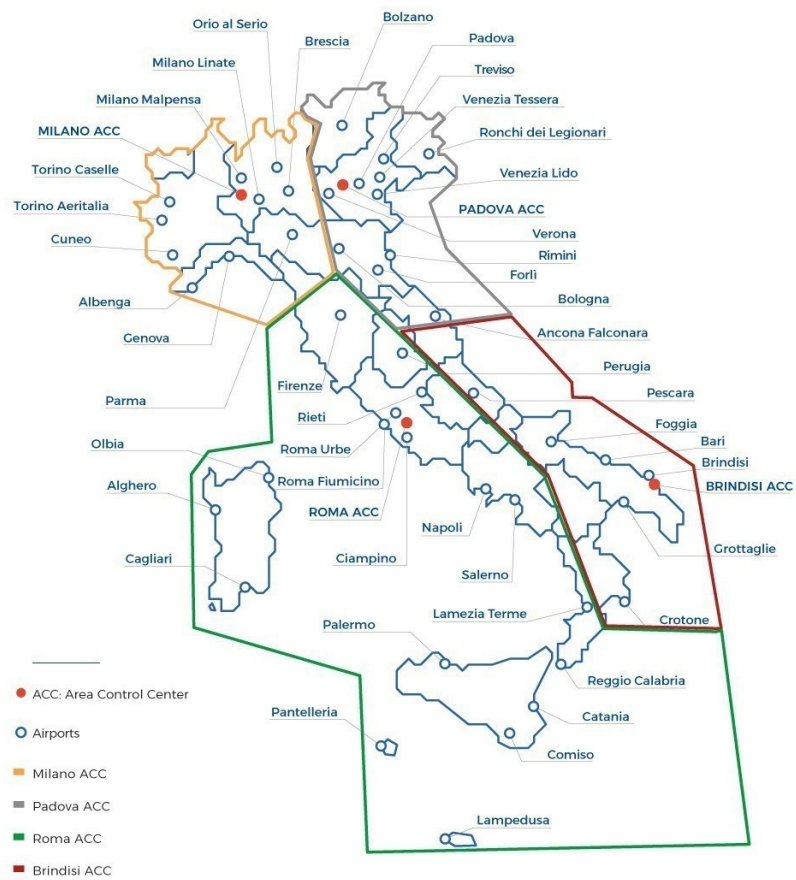 Bolzano
Orio al Serio
Padova
Brescia
Milano Linate
Treviso
Milano Malpensa
Venezia Tessera
MILANO ACC
Ronchi dei Legionari
Torino Caselle
Venezia Lido
Torino Aeritalia
PADOVA ACC
Verona
Cuneo
Rimini
Forlì
Albenga
Bologna
Genova
Ancona Falconara
Perugia
Firenze
Pescara
Parma
Rieti
Foggia
Olbia
Roma Urbe
Bari
Alghero
Roma Fiumicino
Brindisi
BRINDISI ACC
ROMA ACC
Napoli
Grottaglie
Cagliari
Ciampino
Salerno
Lamezia Terme
Crotone
Palermo
Reggio Calabria
ACC: Area Control Center
Pantelleria
Catania
Airports
Comiso
Milano ACC
Padova ACC
Lampedusa
Roma ACC
Brindisi ACC